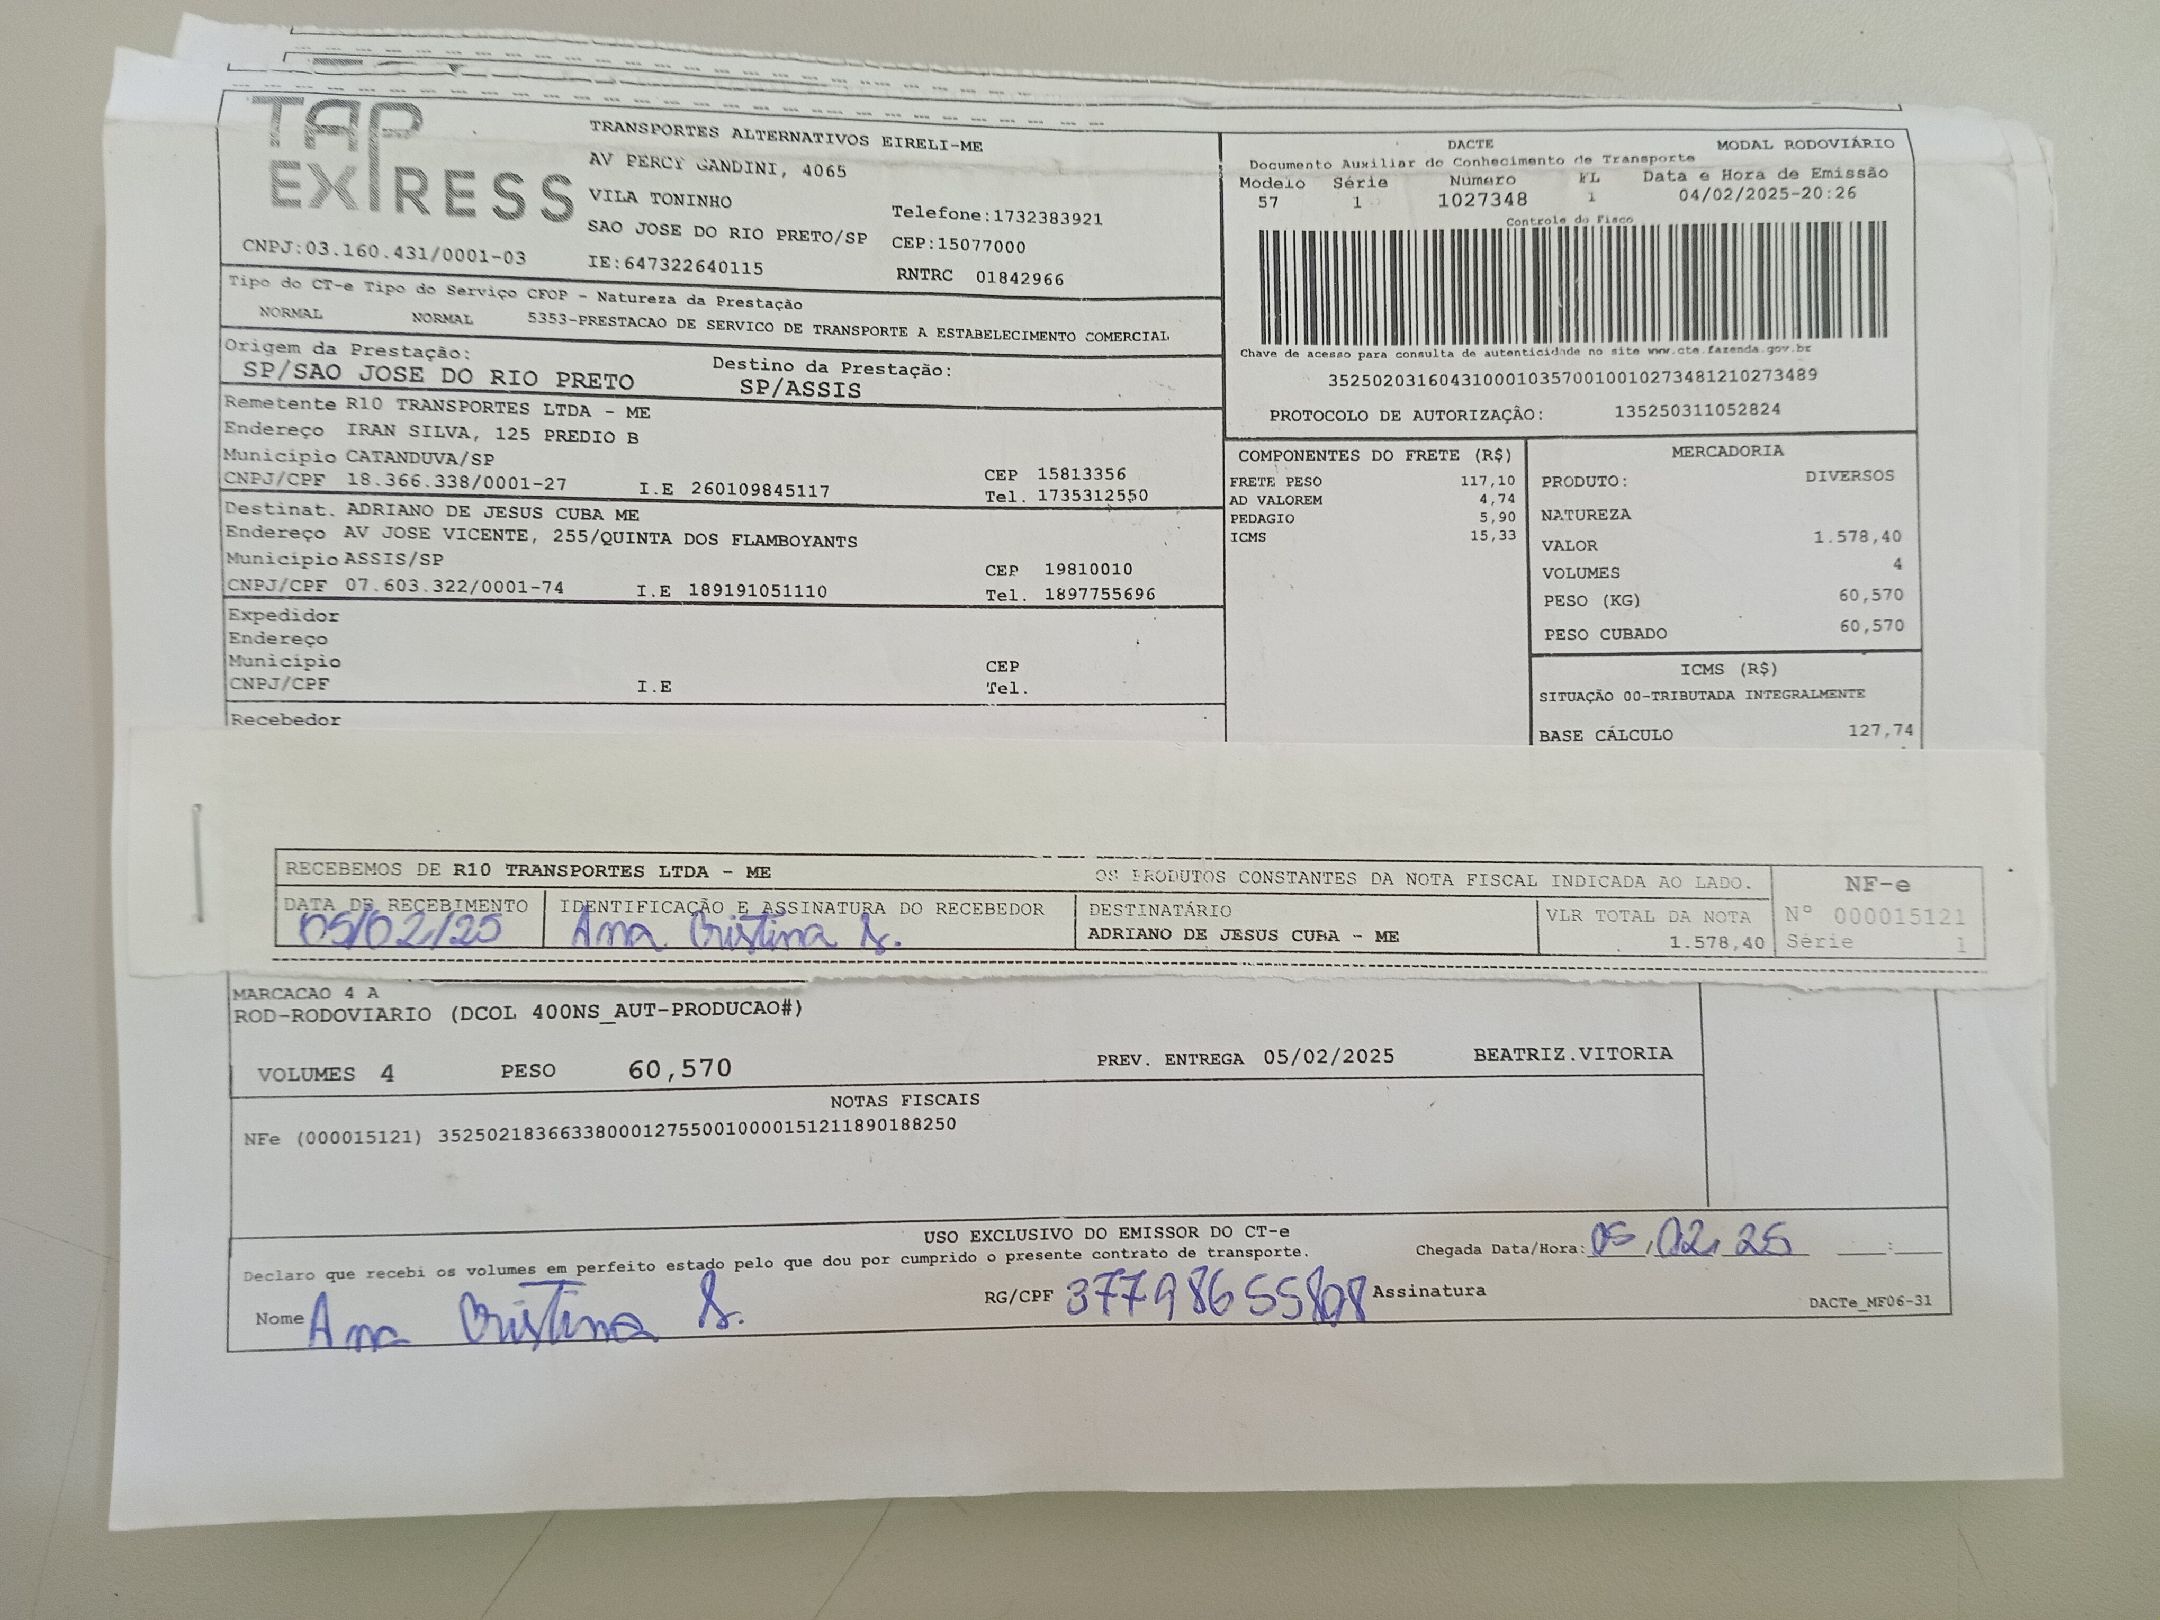 TAP EXPRESS
CNPJ:03.160.431/0001-03
TRANSPORTES ALTERNATIVOS EIRELI-ME
AV PERCY GANDINI, 4065
VILA TONINHO
SAO JOSE DO RIO PRETO/SP
IE:647322640115
Telefone:1732383921
CEP:15077000
RNTRC 01842966
DACTE MODAL RODOVIÁRIO
Documento Auxiliar do Conhecimento de Transporte
Modelo Série Número FL Data e Hora de Emissão
57 1 1027348 1 04/02/2025-20:26
Controle do Fisco
Chave de acesso para consulta de autenticidade no site www.cte.fazenda.gov.br
35250203160431000103570010010273481210273489
PROTOCOLO DE AUTORIZAÇÃO: 135250311052824
Tipo do CT-e Tipo do Serviço CFOP - Natureza da Prestação
NORMAL NORMAL 5353-PRESTACAO DE SERVICO DE TRANSPORTE A ESTABELECIMENTO COMERCIAL
Origem da Prestação: Destino da Prestação:
SP/SAO JOSE DO RIO PRETO SP/ASSIS
Remetente R10 TRANSPORTES LTDA - ME
Endereço IRAN SILVA, 125 PREDIO B
Município CATANDUVA/SP CEP 15813356
CNPJ/CPF 18.366.338/0001-27 I.E 260109845117 Tel. 1735312550
Destinat. ADRIANO DE JESUS CUBA ME
Endereço AV JOSE VICENTE, 255/QUINTA DOS FLAMBOYANTS
Município ASSIS/SP CEP 19810010
CNPJ/CPF 07.603.322/0001-74 I.E 189191051110 Tel. 1897755696
Expedidor
Endereço
Município CEP
CNPJ/CPF I.E Tel.
Recebedor
COMPONENTES DO FRETE (R$)
FRETE PESO 117,10
AD VALOREM 4,74
PEDAGIO 5,90
ICMS 15,33
MERCADORIA
PRODUTO: DIVERSOS
NATUREZA
VALOR 1.578,40
VOLUMES 4
PESO (KG) 60,570
PESO CUBADO 60,570
ICMS (R$)
SITUAÇÃO 00-TRIBUTADA INTEGRALMENTE
BASE CÁLCULO 127,74
RECEBEMOS DE R10 TRANSPORTES LTDA - ME OS PRODUTOS CONSTANTES DA NOTA FISCAL INDICADA AO LADO.
DATA DE RECEBIMENTO IDENTIFICAÇÃO E ASSINATURA DO RECEBEDOR DESTINATÁRIO VLR TOTAL DA NOTA
05/02/25 Ana Cristina S. ADRIANO DE JESUS CUBA - ME 1.578,40
NF-e
Nº 000015121
Série 1
MARCACAO 4 A
ROD-RODOVIARIO (DCOL 400NS_AUT-PRODUCAO#)
VOLUMES 4 PESO 60,570 PREV. ENTREGA 05/02/2025 BEATRIZ.VITORIA
NOTAS FISCAIS
NFe (000015121) 35250218366338000127550010000151211890188250
USO EXCLUSIVO DO EMISSOR DO CT-e
Declaro que recebi os volumes em perfeito estado pelo que dou por cumprido o presente contrato de transporte. Chegada Data/Hora: 05,02,25 __:__
Nome Ana Cristina S. RG/CPF Assinatura
DACTe_MF06-31